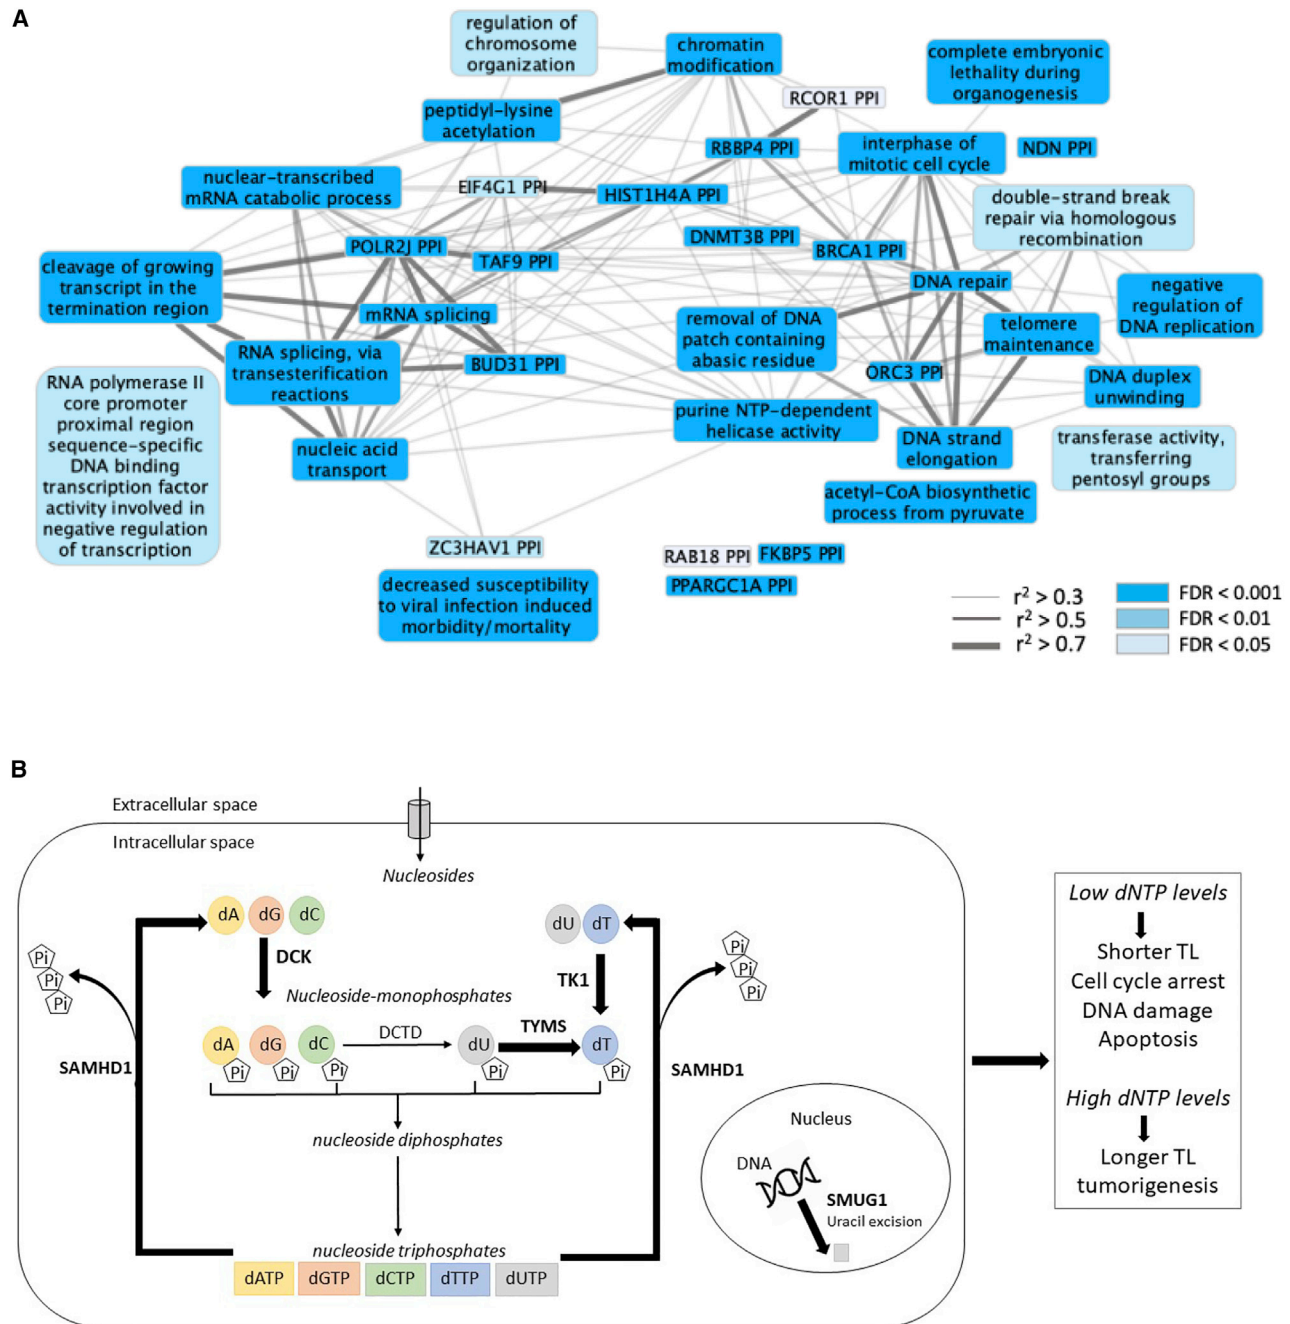 A
regulation of
chromosome
organization
chromatin
modification
complete embryonic
lethality during
organogenesis
RCOR1 PPI
peptidyl-lysine
acetylation
RBBP4 PPI
interphase of
mitotic cell cycle
NDN PPI
nuclear-transcribed
mRNA catabolic process
EIF4G1 PPI
HIST1H4A PPI
double-strand break
repair via homologous
recombination
DNMT3B PPI
BRCA1 PPI
POLR2J PPI
TAF9 PPI
cleavage of growing
transcript in the
termination region
DNA repair
negative
regulation of
DNA replication
mRNA splicing
removal of DNA
patch containing
abasic residue
telomere
maintenance
RNA splicing, via
transesterification
reactions
BUD31 PPI
ORC3 PPI
DNA duplex
unwinding
RNA polymerase II
core promoter
proximal region
sequence-specific
DNA binding
transcription factor
activity involved in
negative regulation
of transcription
purine NTP-dependent
helicase activity
nucleic acid
transport
DNA strand
elongation
transferase activity,
transferring
pentosyl groups
acetyl-CoA biosynthetic
process from pyruvate
ZC3HAV1 PPI
RAB18 PPI
FKBP5 PPI
PPARGC1A PPI
decreased susceptibility
to viral infection induced
morbidity/mortality
r² > 0.3
r² > 0.5
r² > 0.7
FDR < 0.001
FDR < 0.01
FDR < 0.05
B
Extracellular space
Intracellular space
Nucleosides
dA
dG
dC
dU
dT
DCK
TK1
Pi
Pi
Pi
Pi
Pi
Pi
Nucleoside-monophosphates
DCTD
TYMS
dA
dG
dC
dU
dT
Pi
Pi
Pi
Pi
Pi
SAMHD1
SAMHD1
nucleoside diphosphates
nucleoside triphosphates
dATP
dGTP
dCTP
dTTP
dUTP
Nucleus
DNA
SMUG1
Uracil excision
Low dNTP levels
Shorter TL
Cell cycle arrest
DNA damage
Apoptosis
High dNTP levels
Longer TL
tumorigenesis